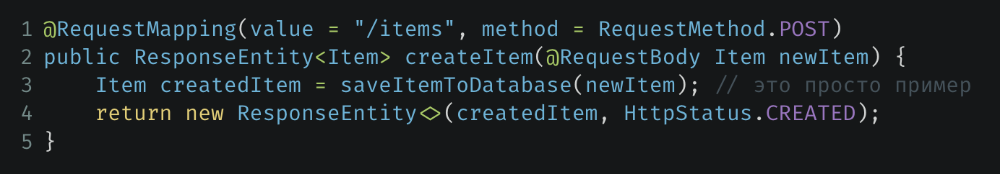 1 @RequestMapping(value = "/items", method = RequestMethod.POST)
2 public ResponseEntity<Item> createItem(@RequestBody Item newItem) {
3     Item createdItem = saveItemToDatabase(newItem); // это просто пример
4     return new ResponseEntity<>(createdItem, HttpStatus.CREATED);
5 }